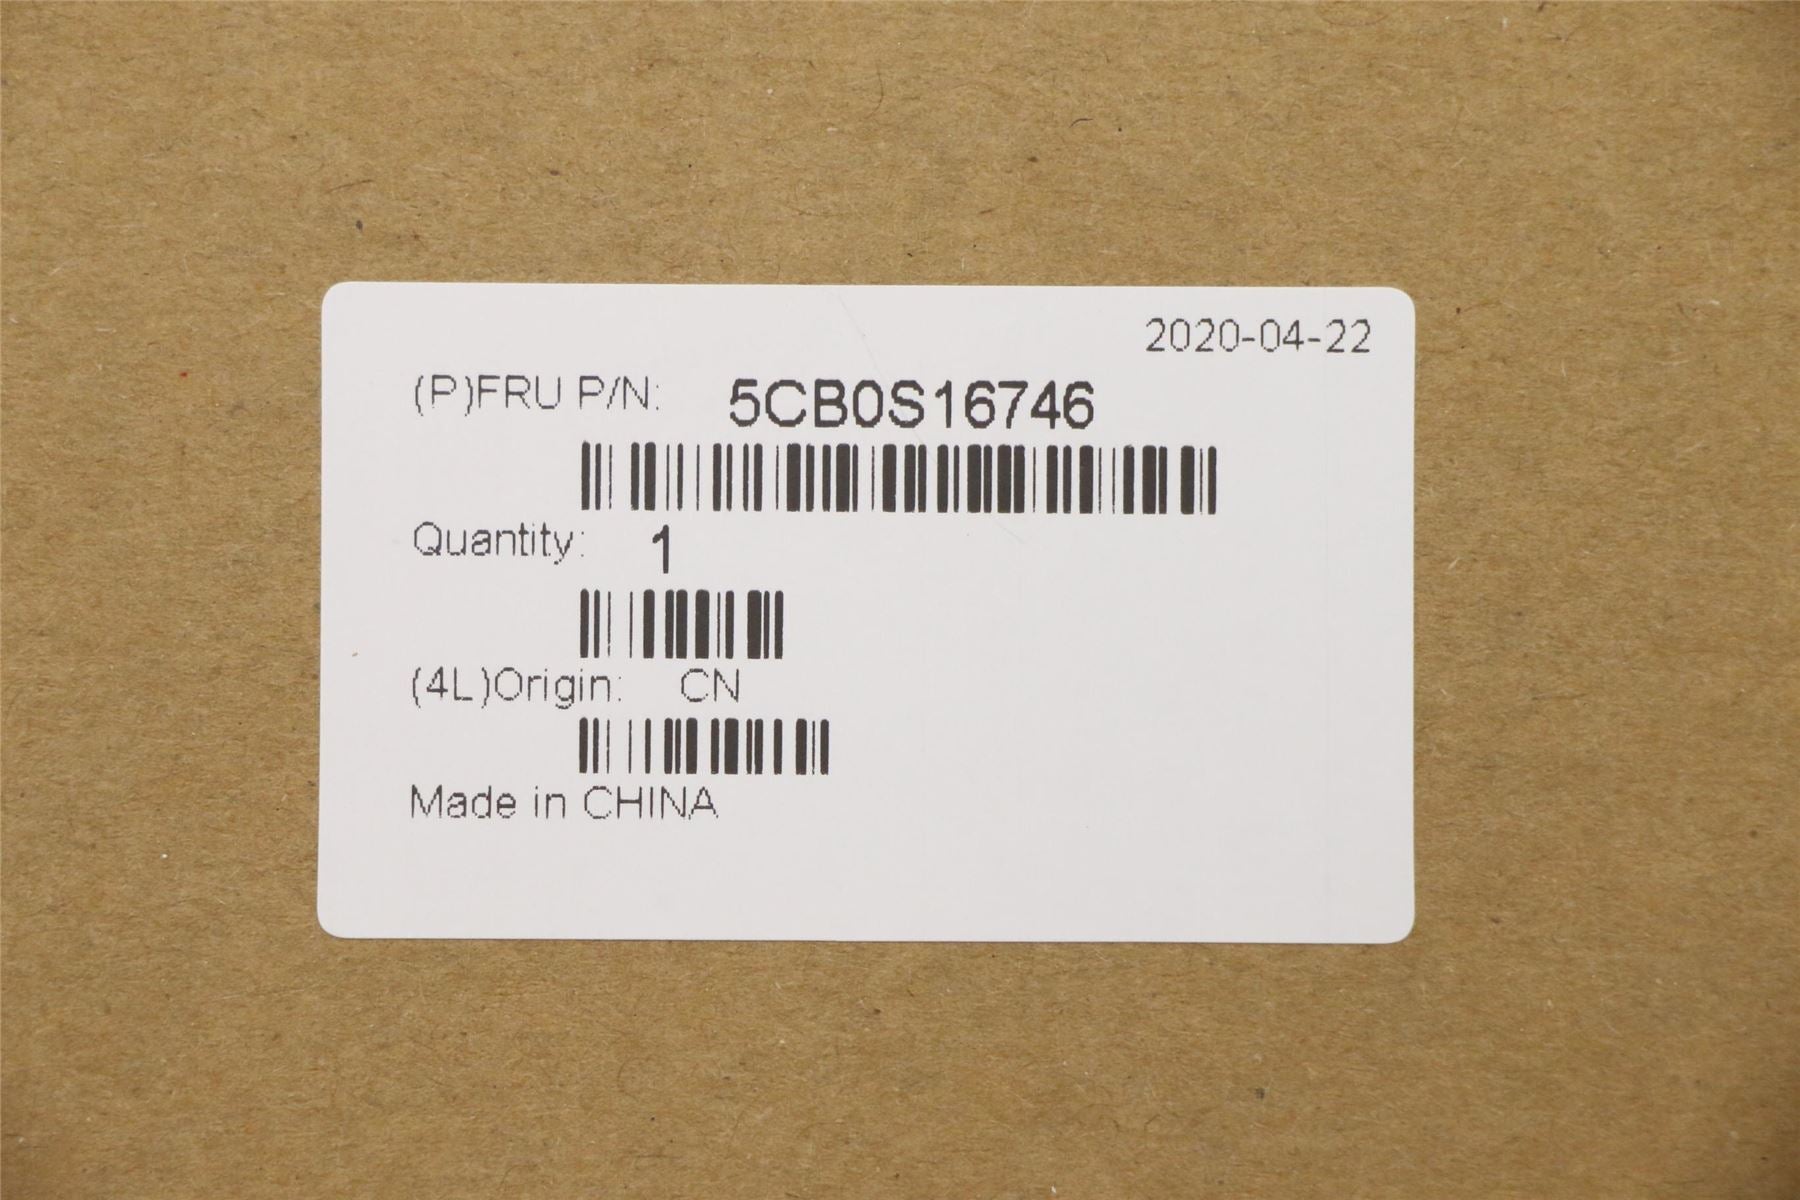 2020-04-22
(P)FRU P/N: 5CB0S16746
Quantity: 1
(4L)Origin: CN
Made in CHINA